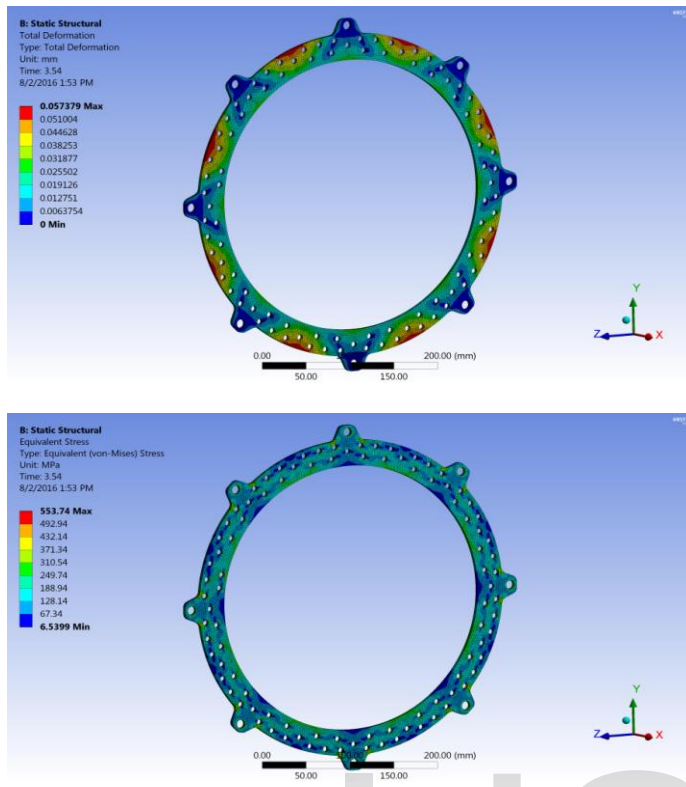 B: Static Structural
Total Deformation
Type: Total Deformation
Unit: mm
Time: 3.54
8/2/2016 1:53 PM
0.057379 Max
0.051004
0.044628
0.038253
0.031877
0.025502
0.019126
0.012751
0.0063754
0 Min
Y
Z X
0.00 200.00 (mm)
50.00 150.00
B: Static Structural
Equivalent Stress
Type: Equivalent (von-Mises) Stress
Unit: MPa
Time: 3.54
8/2/2016 1:53 PM
553.74 Max
492.94
432.14
371.34
310.54
249.74
188.94
128.14
67.34
6.5399 Min
Y
Z X
0.00 200.00 (mm)
50.00 150.00